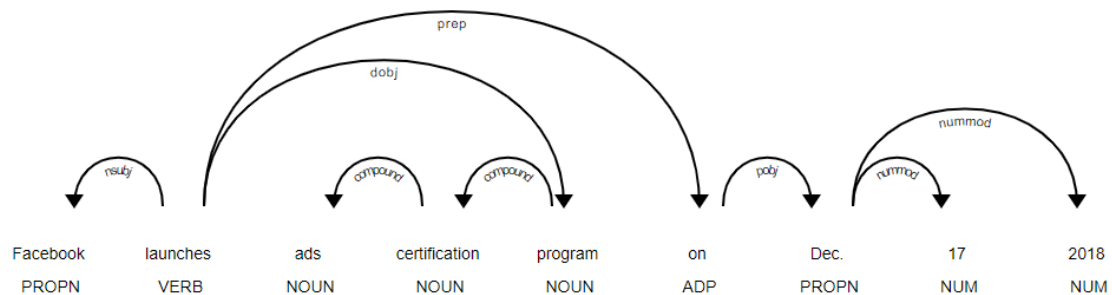 prep
dobj
nummod
nsubj compound compound pobj nummod
Facebook launches ads certification program on Dec. 17 2018
PROPN VERB NOUN NOUN NOUN ADP PROPN NUM NUM